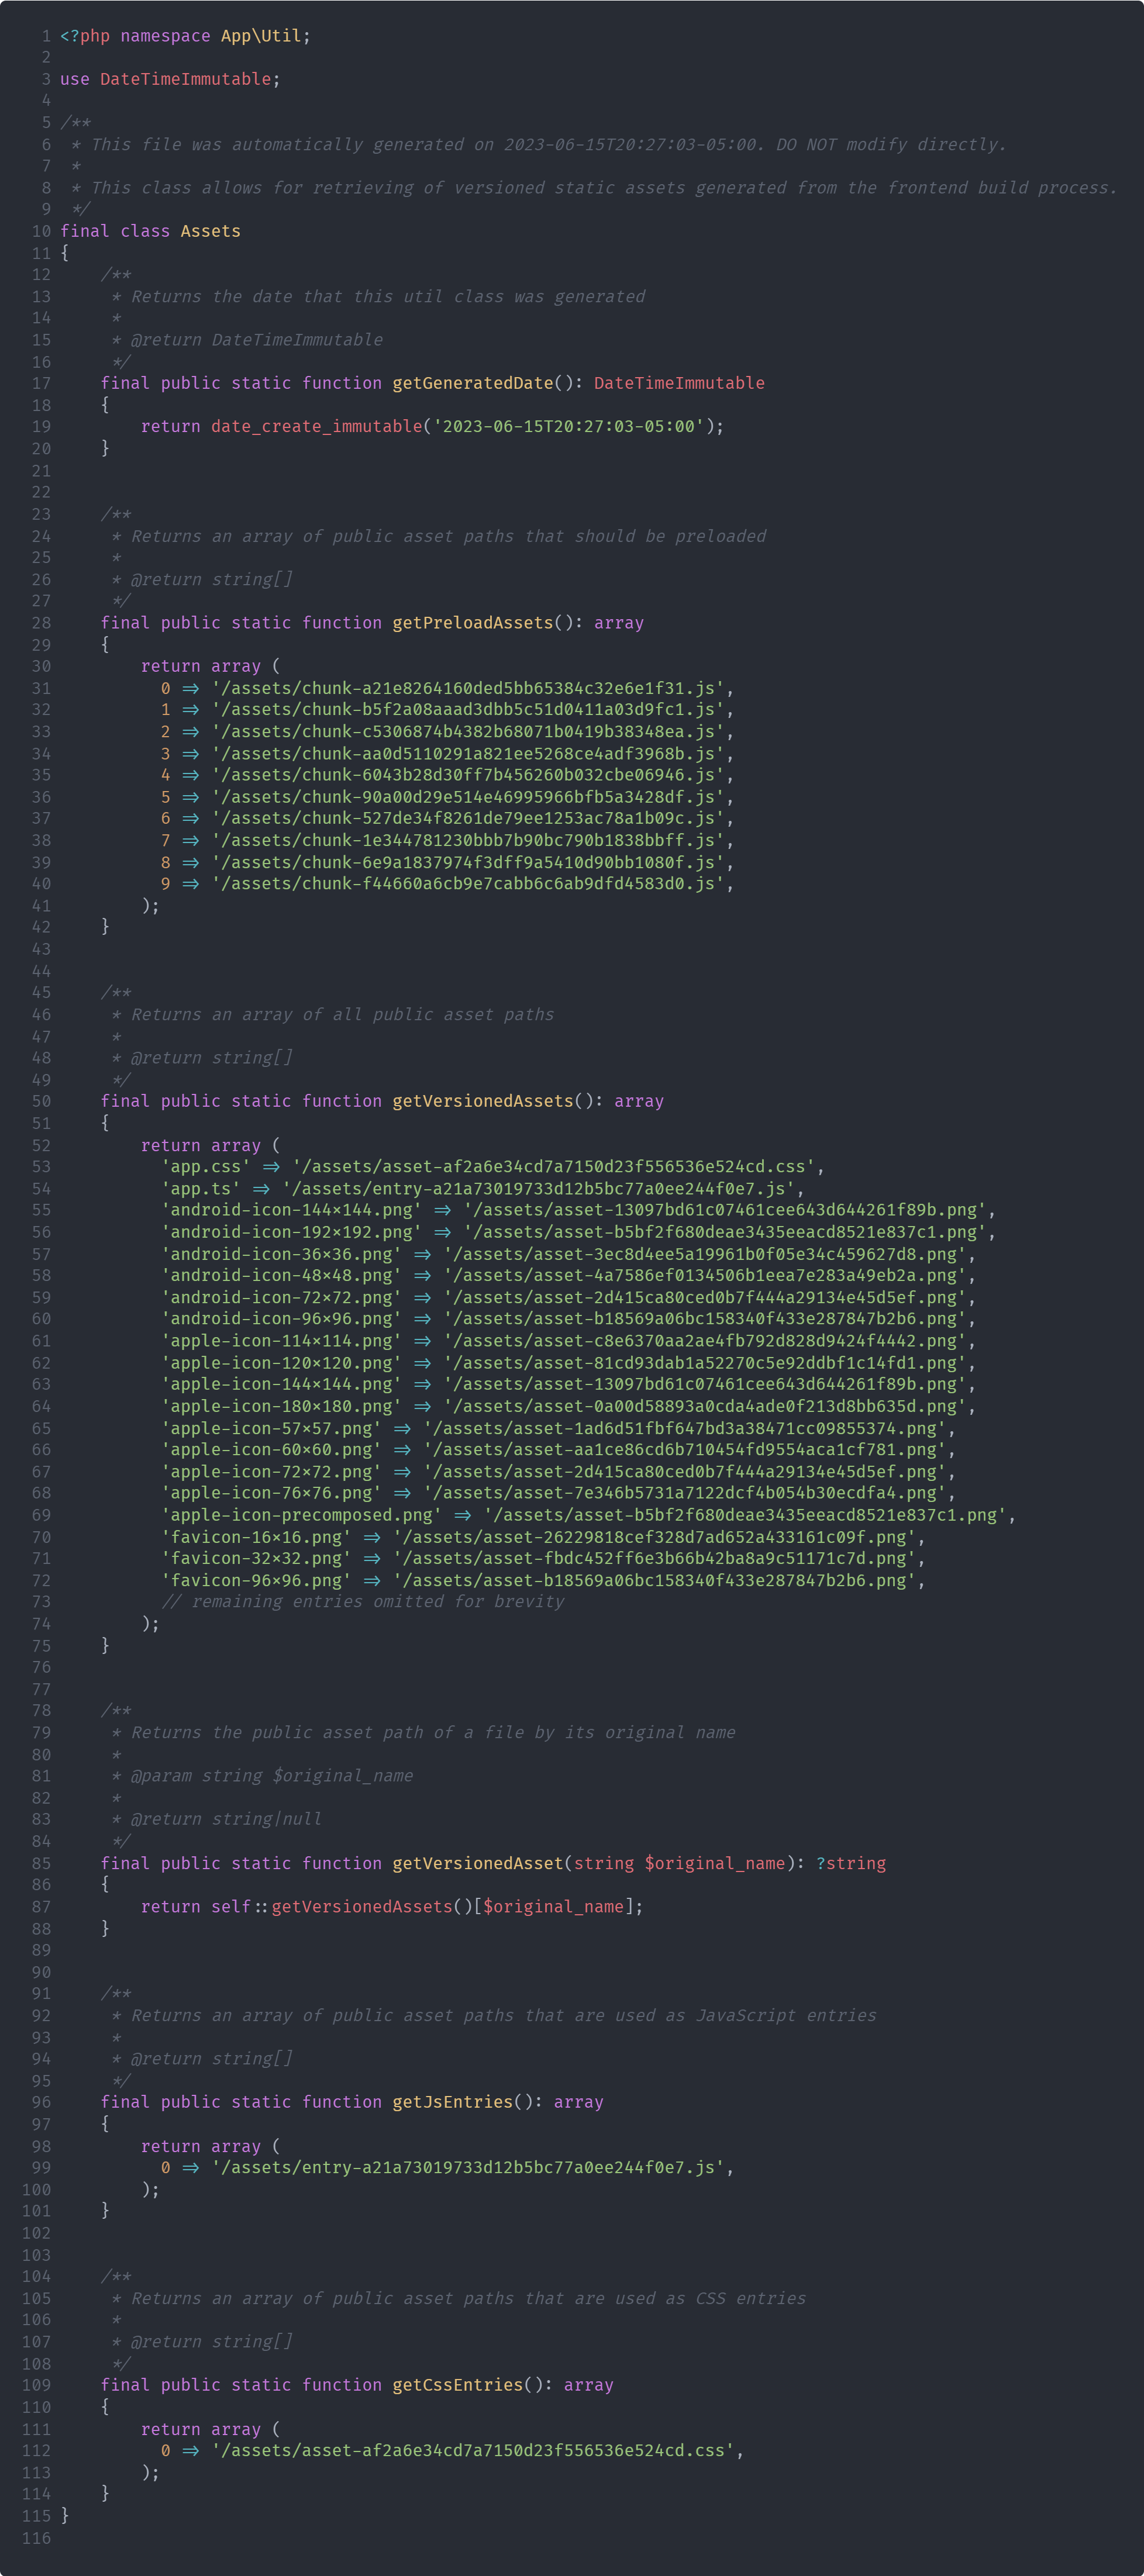 1 <?php namespace App\Util;
2
3 use DateTimeImmutable;
4
5 /**
6  * This file was automatically generated on 2023-06-15T20:27:03-05:00. DO NOT modify directly.
7  *
8  * This class allows for retrieving of versioned static assets generated from the frontend build process.
9  */
10 final class Assets
11 {
12     /**
13      * Returns the date that this util class was generated
14      *
15      * @return DateTimeImmutable
16      */
17     final public static function getGeneratedDate(): DateTimeImmutable
18     {
19         return date_create_immutable('2023-06-15T20:27:03-05:00');
20     }
21
22
23     /**
24      * Returns an array of public asset paths that should be preloaded
25      *
26      * @return string[]
27      */
28     final public static function getPreloadAssets(): array
29     {
30         return array (
31           0 => '/assets/chunk-a21e8264160ded5bb65384c32e6e1f31.js',
32           1 => '/assets/chunk-b5f2a08aaad3dbb5c51d0411a03d9fc1.js',
33           2 => '/assets/chunk-c5306874b4382b68071b0419b38348ea.js',
34           3 => '/assets/chunk-aa0d5110291a821ee5268ce4adf3968b.js',
35           4 => '/assets/chunk-6043b28d30ff7b456260b032cbe06946.js',
36           5 => '/assets/chunk-90a00d29e514e46995966bfb5a3428df.js',
37           6 => '/assets/chunk-527de34f8261de79ee1253ac78a1b09c.js',
38           7 => '/assets/chunk-1e344781230bbb7b90bc790b1838bbff.js',
39           8 => '/assets/chunk-6e9a1837974f3dff9a5410d90bb1080f.js',
40           9 => '/assets/chunk-f44660a6cb9e7cabb6c6ab9dfd4583d0.js',
41         );
42     }
43
44
45     /**
46      * Returns an array of all public asset paths
47      *
48      * @return string[]
49      */
50     final public static function getVersionedAssets(): array
51     {
52         return array (
53           'app.css' => '/assets/asset-af2a6e34cd7a7150d23f556536e524cd.css',
54           'app.ts' => '/assets/entry-a21a73019733d12b5bc77a0ee244f0e7.js',
55           'android-icon-144×144.png' => '/assets/asset-13097bd61c07461cee643d644261f89b.png',
56           'android-icon-192×192.png' => '/assets/asset-b5bf2f680deae3435eeacd8521e837c1.png',
57           'android-icon-36×36.png' => '/assets/asset-3ec8d4ee5a19961b0f05e34c459627d8.png',
58           'android-icon-48×48.png' => '/assets/asset-4a7586ef0134506b1eea7e283a49eb2a.png',
59           'android-icon-72×72.png' => '/assets/asset-2d415ca80ced0b7f444a29134e45d5ef.png',
60           'android-icon-96×96.png' => '/assets/asset-b18569a06bc158340f433e287847b2b6.png',
61           'apple-icon-114×114.png' => '/assets/asset-c8e6370aa2ae4fb792d828d9424f4442.png',
62           'apple-icon-120×120.png' => '/assets/asset-81cd93dab1a52270c5e92ddbf1c14fd1.png',
63           'apple-icon-144×144.png' => '/assets/asset-13097bd61c07461cee643d644261f89b.png',
64           'apple-icon-180×180.png' => '/assets/asset-0a00d58893a0cda4ade0f213d8bb635d.png',
65           'apple-icon-57×57.png' => '/assets/asset-1ad6d51fbf647bd3a38471cc09855374.png',
66           'apple-icon-60×60.png' => '/assets/asset-aa1ce86cd6b710454fd9554aca1cf781.png',
67           'apple-icon-72×72.png' => '/assets/asset-2d415ca80ced0b7f444a29134e45d5ef.png',
68           'apple-icon-76×76.png' => '/assets/asset-7e346b5731a7122dcf4b054b30ecdfa4.png',
69           'apple-icon-precomposed.png' => '/assets/asset-b5bf2f680deae3435eeacd8521e837c1.png',
70           'favicon-16×16.png' => '/assets/asset-26229818cef328d7ad652a433161c09f.png',
71           'favicon-32×32.png' => '/assets/asset-fbdc452ff6e3b66b42ba8a9c51171c7d.png',
72           'favicon-96×96.png' => '/assets/asset-b18569a06bc158340f433e287847b2b6.png',
73           // remaining entries omitted for brevity
74         );
75     }
76
77
78     /**
79      * Returns the public asset path of a file by its original name
80      *
81      * @param string $original_name
82      *
83      * @return string|null
84      */
85     final public static function getVersionedAsset(string $original_name): ?string
86     {
87         return self::getVersionedAssets()[$original_name];
88     }
89
90
91     /**
92      * Returns an array of public asset paths that are used as JavaScript entries
93      *
94      * @return string[]
95      */
96     final public static function getJsEntries(): array
97     {
98         return array (
99           0 => '/assets/entry-a21a73019733d12b5bc77a0ee244f0e7.js',
100         );
101     }
102
103
104     /**
105      * Returns an array of public asset paths that are used as CSS entries
106      *
107      * @return string[]
108      */
109     final public static function getCssEntries(): array
110     {
111         return array (
112           0 => '/assets/asset-af2a6e34cd7a7150d23f556536e524cd.css',
113         );
114     }
115 }
116